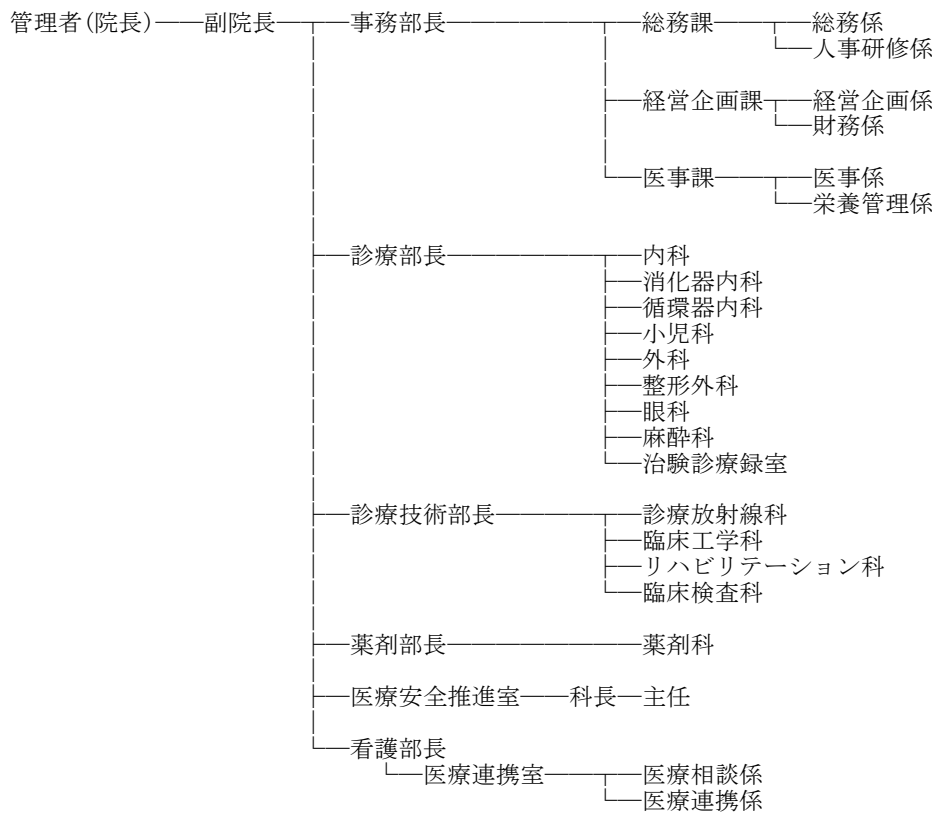 管理者(院長) 副院長 事務部長 総務課 総務係
人事研修係
経営企画課 経営企画係
財務係
医事課 医事係
栄養管理係
診療部長 内科
消化器内科
循環器内科
小児科
外科
整形外科
眼科
麻酔科
治験診療録室
診療技術部長 診療放射線科
臨床工学科
リハビリテーション科
臨床検査科
薬剤部長 薬剤科
医療安全推進室 科長 主任
看護部長
医療連携室 医療相談係
医療連携係